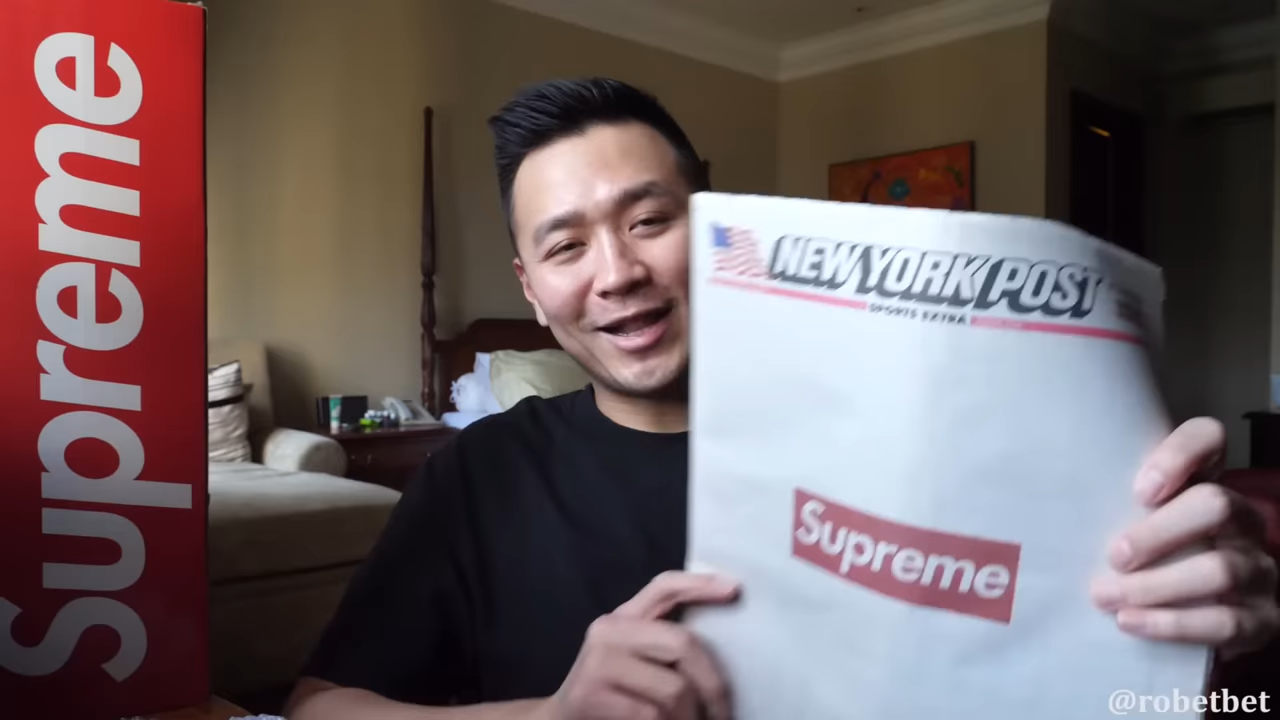 Supreme
NEW YORK POST
SPORTS EXTRA
Supreme
@robetbet